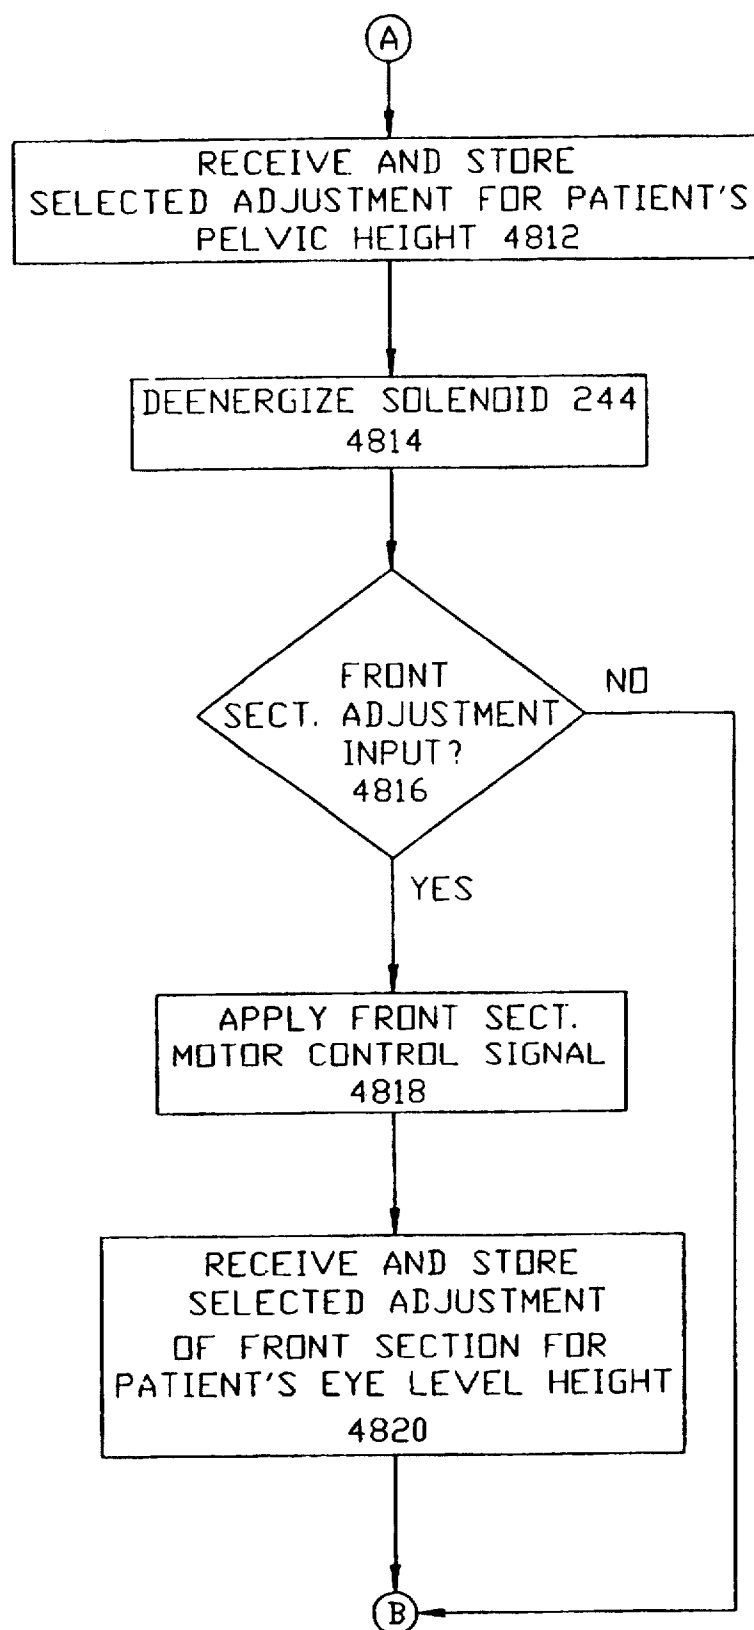 A
RECEIVE AND STORE
SELECTED ADJUSTMENT FOR PATIENT'S
PELVIC HEIGHT 4812
DEENERGIZE SOLENOID 244
4814
FRONT
SECT. ADJUSTMENT
INPUT?
4816
NO
YES
APPLY FRONT SECT.
MOTOR CONTROL SIGNAL
4818
RECEIVE AND STORE
SELECTED ADJUSTMENT
OF FRONT SECTION FOR
PATIENT'S EYE LEVEL HEIGHT
4820
B